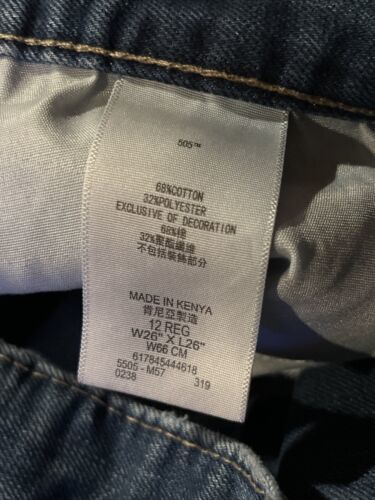 505™
68%COTTON
32%POLYESTER
EXCLUSIVE OF DECORATION
68%棉
32%聚酯纖維
不包括裝飾部分
MADE IN KENYA
肯尼亞製造
12 REG
W26" X L26"
W66 CM
617845444618
5505 - M57 319
0238